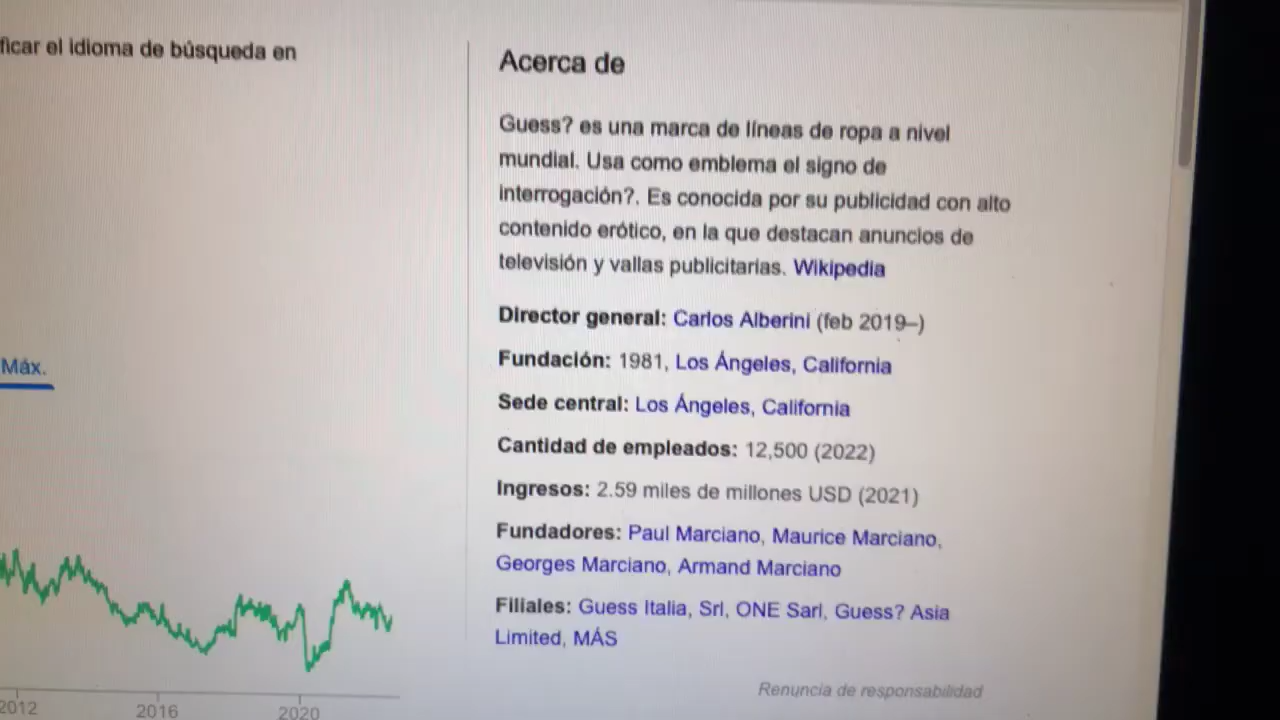 ficar el idioma de búsqueda en
Máx.
2012
2016
2020
Acerca de
Guess? es una marca de líneas de ropa a nivel
mundial. Usa como emblema el signo de
interrogación?. Es conocida por su publicidad con alto
contenido erótico, en la que destacan anuncios de
televisión y vallas publicitarias. Wikipedia
Director general: Carlos Alberini (feb 2019–)
Fundación: 1981, Los Ángeles, California
Sede central: Los Ángeles, California
Cantidad de empleados: 12,500 (2022)
Ingresos: 2.59 miles de millones USD (2021)
Fundadores: Paul Marciano, Maurice Marciano,
Georges Marciano, Armand Marciano
Filiales: Guess Italia, Srl, ONE Sarl, Guess? Asia
Limited, MÁS
Renuncia de responsabilidad